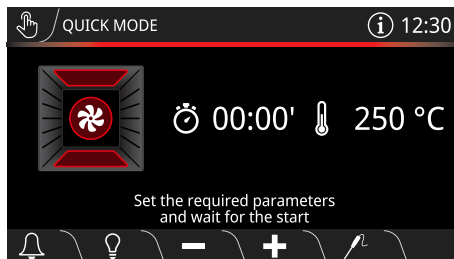 QUICK MODE
i 12:30
00:00' 250 °C
Set the required parameters
and wait for the start